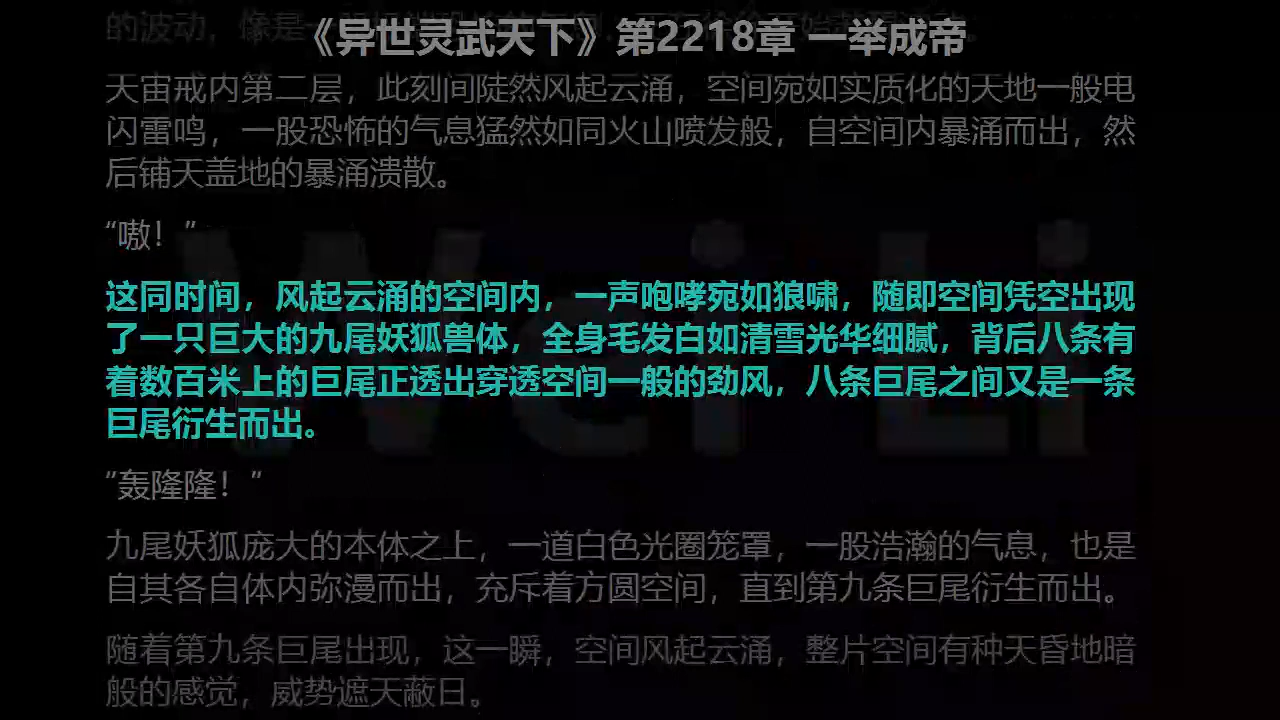 《异世灵武天下》第2218章 一举成帝
的波动，像是一
天宙戒内第二层，此刻间陡然风起云涌，空间宛如实质化的天地一般电
闪雷鸣，一股恐怖的气息猛然如同火山喷发般，自空间内暴涌而出，然
后铺天盖地的暴涌溃散。
“嗷！”
这同时间，风起云涌的空间内，一声咆哮宛如狼啸，随即空间凭空出现
了一只巨大的九尾妖狐兽体，全身毛发白如清雪光华细腻，背后八条有
着数百米上的巨尾正透出穿透空间一般的劲风，八条巨尾之间又是一条
巨尾衍生而出。
“轰隆隆！”
九尾妖狐庞大的本体之上，一道白色光圈笼罩，一股浩瀚的气息，也是
自其各自体内弥漫而出，充斥着方圆空间，直到第九条巨尾衍生而出。
随着第九条巨尾出现，这一瞬，空间风起云涌，整片空间有种天昏地暗
般的感觉，威势遮天蔽日。
Wei Li